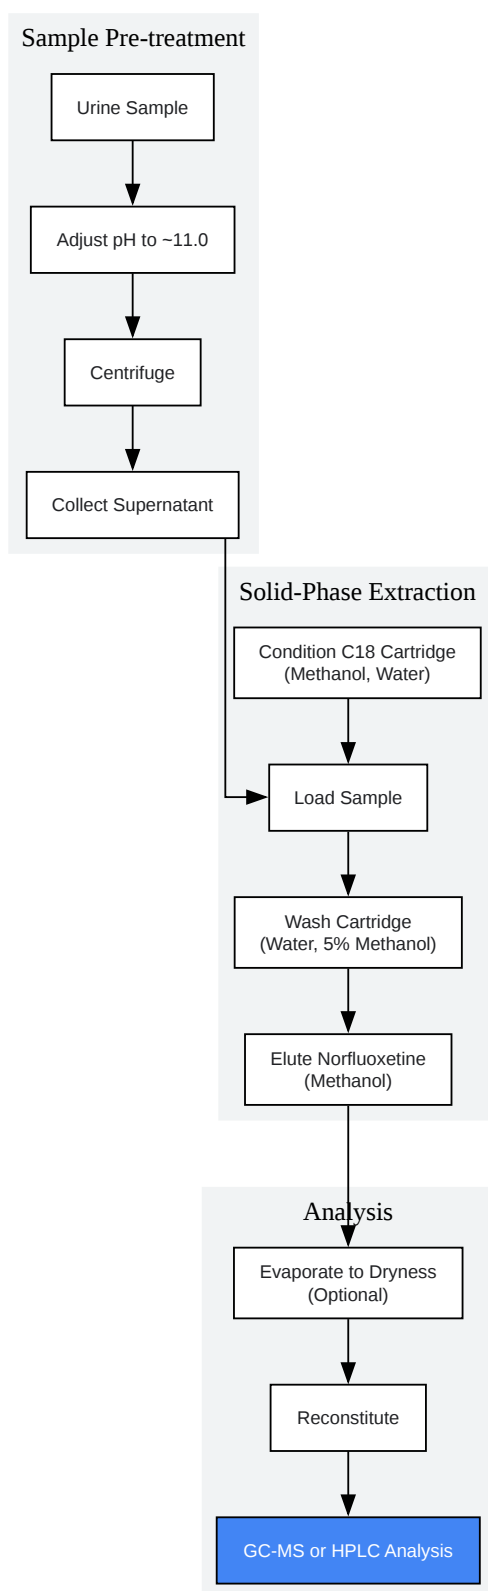 Sample Pre-treatment
Urine Sample
Adjust pH to ~11.0
Centrifuge
Collect Supernatant
Solid-Phase Extraction
Condition C18 Cartridge
(Methanol, Water)
Load Sample
Wash Cartridge
(Water, 5% Methanol)
Elute Norfluoxetine
(Methanol)
Analysis
Evaporate to Dryness
(Optional)
Reconstitute
GC-MS or HPLC Analysis